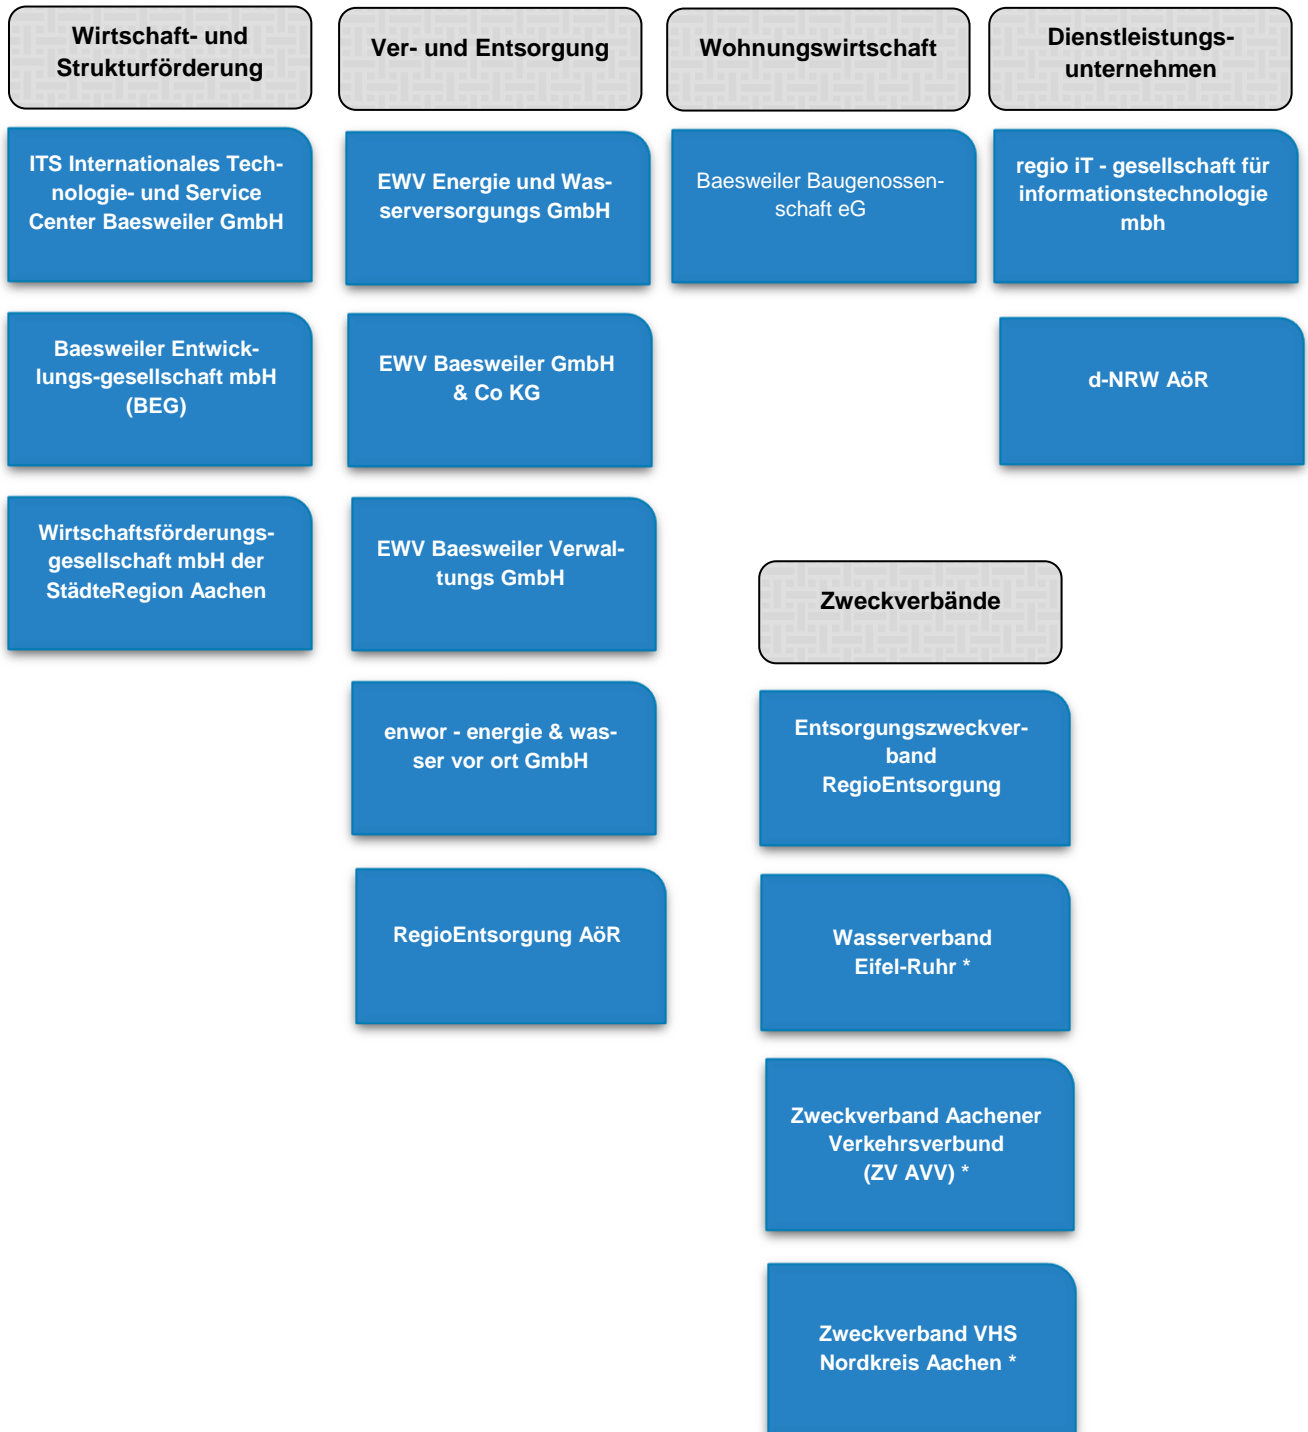 Wirtschaft- und
Strukturförderung
ITS Internationales Tech-
nologie- und Service
Center Baesweiler GmbH
Baesweiler Entwick-
lungs-gesellschaft mbH
(BEG)
Wirtschaftsförderungs-
gesellschaft mbH der
StädteRegion Aachen
Ver- und Entsorgung
EWV Energie und Was-
serversorgungs GmbH
EWV Baesweiler GmbH
& Co KG
EWV Baesweiler Verwal-
tungs GmbH
enwor - energie & was-
ser vor ort GmbH
RegioEntsorgung AöR
Wohnungswirtschaft
Baesweiler Baugenossen-
schaft eG
Dienstleistungs-
unternehmen
regio iT - gesellschaft für
informationstechnologie
mbh
d-NRW AöR
Zweckverbände
Entsorgungszweckver-
band
RegioEntsorgung
Wasserverband
Eifel-Ruhr *
Zweckverband Aachener
Verkehrsverbund
(ZV AVV) *
Zweckverband VHS
Nordkreis Aachen *